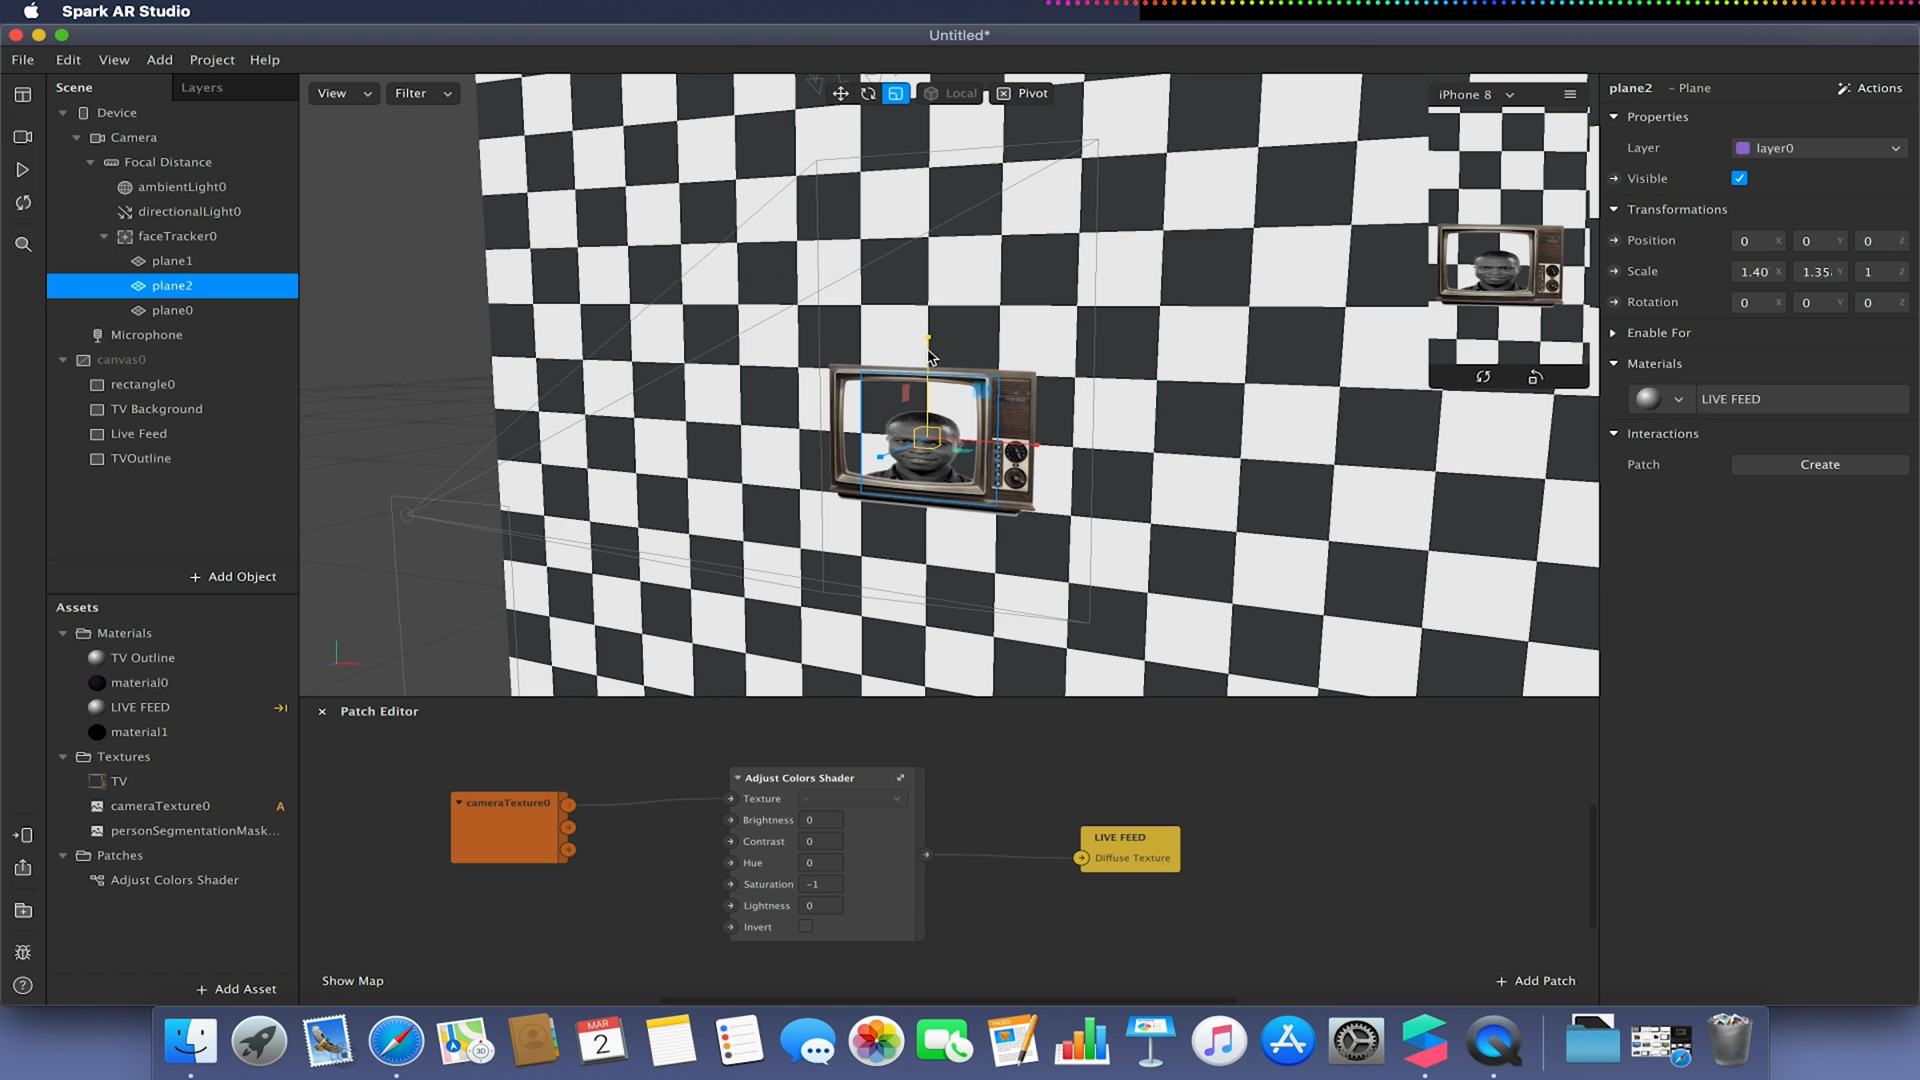 Spark AR Studio
Untitled*
File Edit View Add Project Help
Scene Layers
Device
Camera
Focal Distance
ambientLight0
directionalLight0
faceTracker0
plane1
plane2
plane0
Microphone
canvas0
rectangle0
TV Background
Live Feed
TVOutline
+ Add Object
Assets
Materials
TV Outline
material0
LIVE FEED
material1
Textures
TV
cameraTexture0 A
personSegmentationMask...
Patches
Adjust Colors Shader
+ Add Asset
View Filter Local Pivot
iPhone 8
plane2 - Plane Actions
Properties
Layer layer0
Visible
Transformations
Position 0 X 0 Y 0 Z
Scale 1.40 X 1.35 Y 1 Z
Rotation 0 X 0 Y 0 Z
Enable For
Materials
LIVE FEED
Interactions
Patch Create
× Patch Editor
cameraTexture0
Adjust Colors Shader
Texture -
Brightness 0
Contrast 0
Hue 0
Saturation -1
Lightness 0
Invert
LIVE FEED
Diffuse Texture
Show Map
+ Add Patch
MAR
2